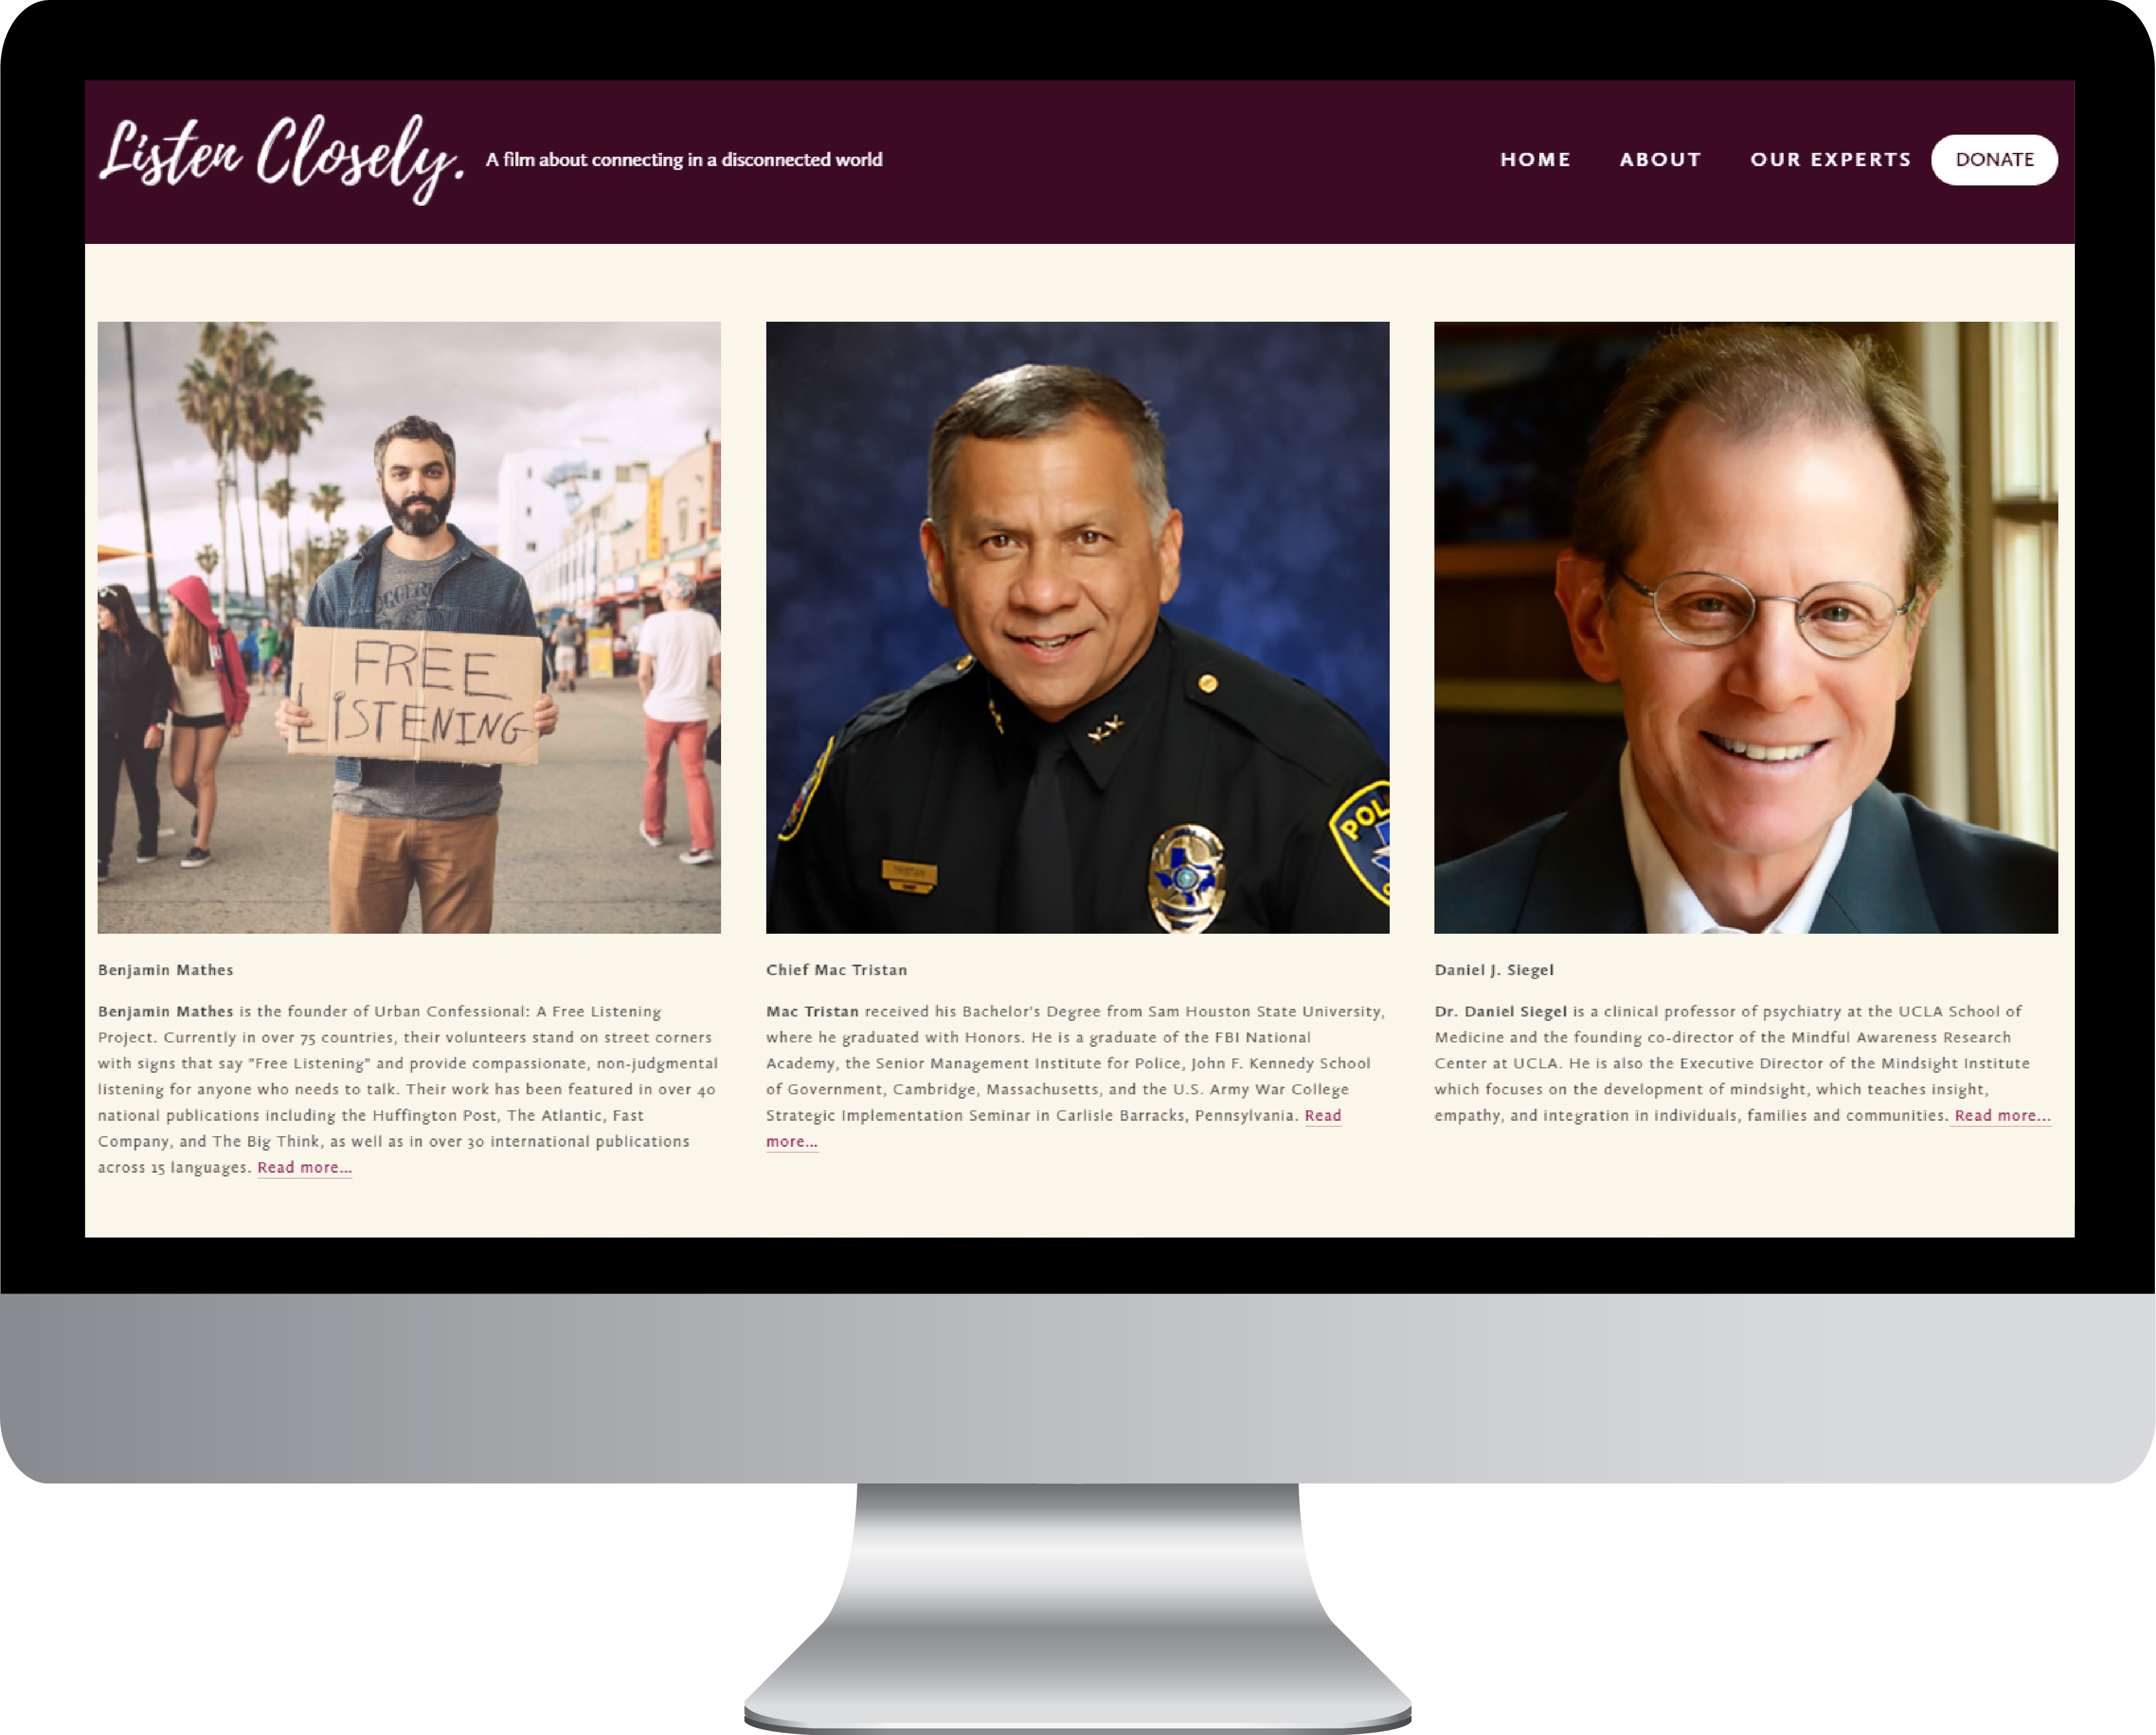 Listen Closely.
A film about connecting in a disconnected world
HOME ABOUT OUR EXPERTS DONATE
FREE
LISTENING
POL
Benjamin Mathes
Benjamin Mathes is the founder of Urban Confessional: A Free Listening
Project. Currently in over 75 countries, their volunteers stand on street corners
with signs that say "Free Listening" and provide compassionate, non-judgmental
listening for anyone who needs to talk. Their work has been featured in over 40
national publications including the Huffington Post, The Atlantic, Fast
Company, and The Big Think, as well as in over 30 international publications
across 15 languages. Read more...
Chief Mac Tristan
Mac Tristan received his Bachelor's Degree from Sam Houston State University,
where he graduated with Honors. He is a graduate of the FBI National
Academy, the Senior Management Institute for Police, John F. Kennedy School
of Government, Cambridge, Massachusetts, and the U.S. Army War College
Strategic Implementation Seminar in Carlisle Barracks, Pennsylvania. Read
more...
Daniel J. Siegel
Dr. Daniel Siegel is a clinical professor of psychiatry at the UCLA School of
Medicine and the founding co-director of the Mindful Awareness Research
Center at UCLA. He is also the Executive Director of the Mindsight Institute
which focuses on the development of mindsight, which teaches insight,
empathy, and integration in individuals, families and communities. Read more...